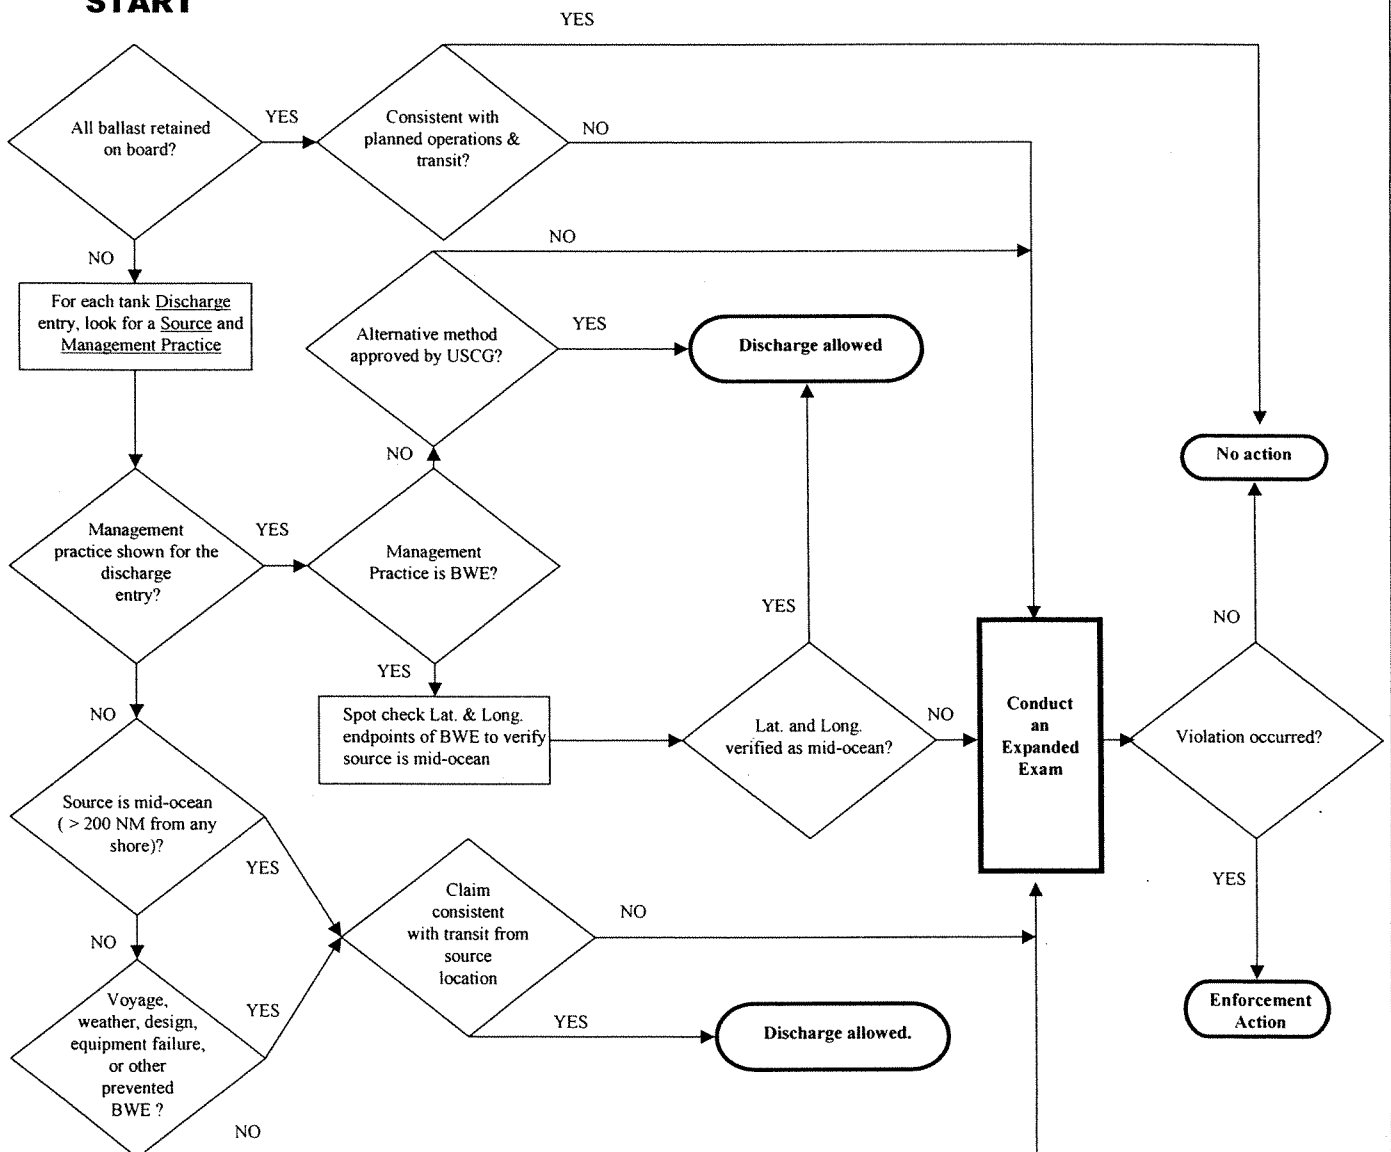 START
YES
All ballast retained
on board?
YES
Consistent with
planned operations &
transit?
NO
NO
NO
For each tank Discharge
entry, look for a Source and
Management Practice
Alternative method
approved by USCG?
YES
Discharge allowed
NO
No action
Management
practice shown for the
discharge
entry?
YES
Management
Practice is BWE?
YES
NO
YES
NO
Spot check Lat. & Long.
endpoints of BWE to verify
source is mid-ocean
Lat. and Long.
verified as mid-ocean?
NO
Conduct
an
Expanded
Exam
Violation occurred?
Source is mid-ocean
( > 200 NM from any
shore)?
YES
YES
Claim
consistent
with transit from
source
location
NO
NO
Voyage,
weather, design,
equipment failure,
or other
prevented
BWE ?
YES
YES
Discharge allowed.
Enforcement
Action
NO